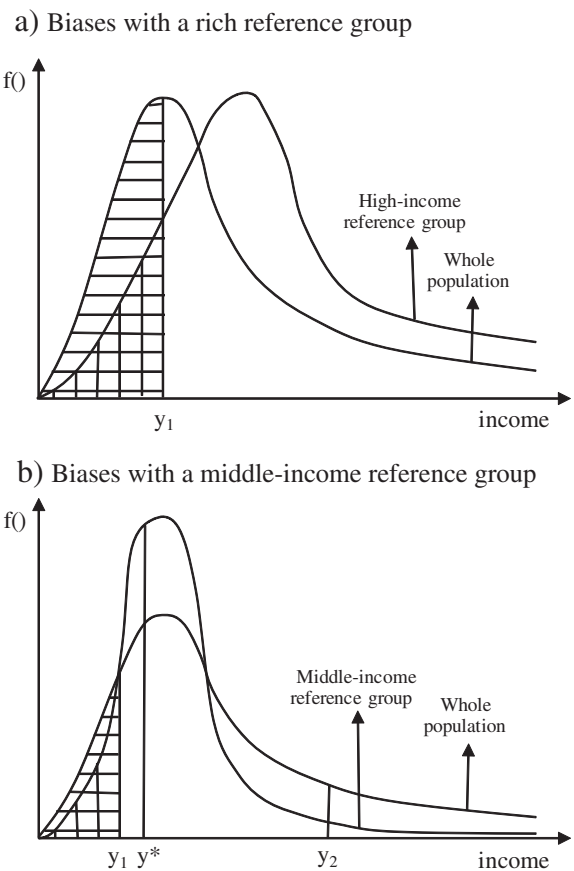 a) Biases with a rich reference group
f()
High-income
reference group
Whole
population
y1
income
b) Biases with a middle-income reference group
f()
Middle-income
reference group
Whole
population
y1 y* y2
income